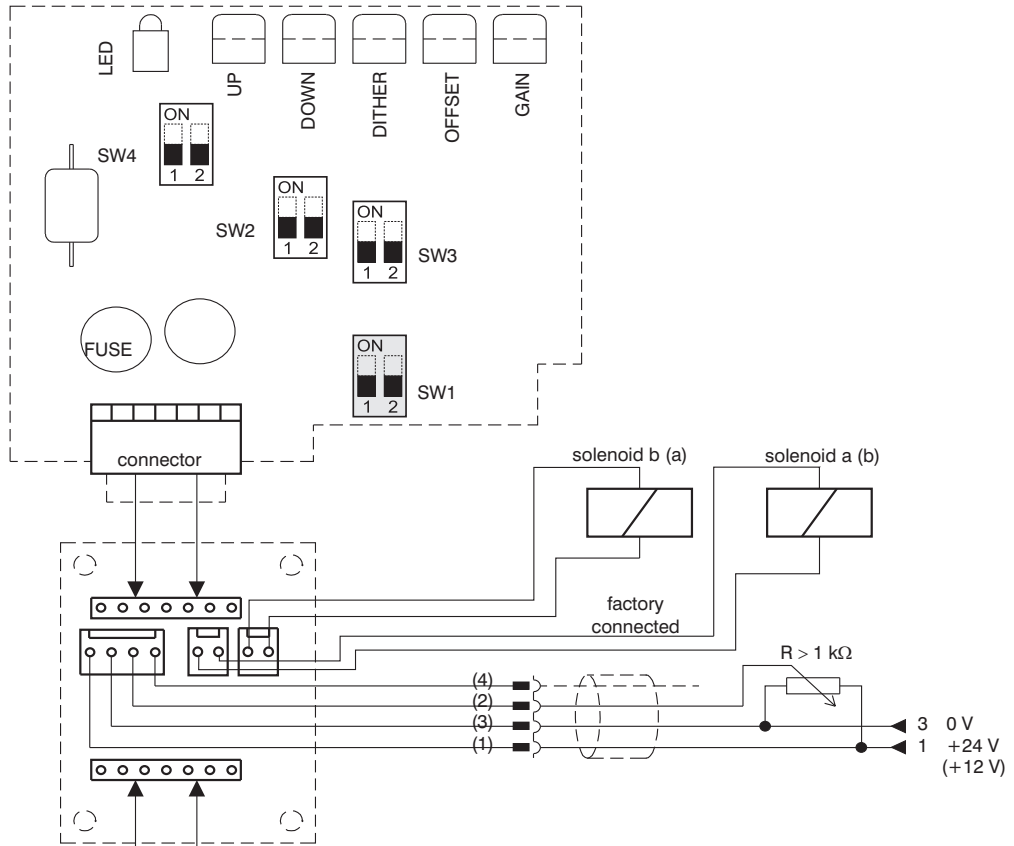 LED
UP
DOWN
DITHER
OFFSET
GAIN
ON
1 2
SW4
ON
1 2
SW2
ON
1 2
SW3
FUSE
ON
1 2
SW1
connector
solenoid b (a)
solenoid a (b)
factory
connected
R > 1 kΩ
(4)
(2)
(3)
(1)
3 0 V
1 +24 V
(+12 V)